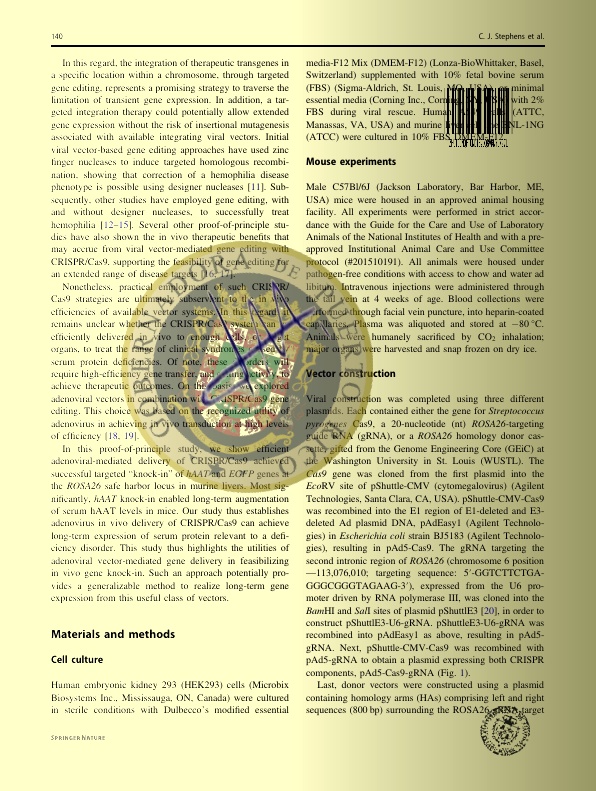 140
C. J. Stephens et al.
In this regard, the integration of therapeutic transgenes in
a specific location within a chromosome, through targeted
gene editing, represents a promising strategy to traverse the
limitation of transient gene expression. In addition, a tar-
geted integration therapy could potentially allow extended
gene expression without the risk of insertional mutagenesis
associated with available integrating viral vectors. Initial
viral vector-based gene editing approaches have used zinc
finger nucleases to induce targeted homologous recombi-
nation, showing that correction of a hemophilia disease
phenotype is possible using designer nucleases [11]. Sub-
sequently, other studies have employed gene editing, with
and without designer nucleases, to successfully treat
hemophilia [12–15]. Several other proof-of-principle stu-
dies have also shown the in vivo therapeutic benefits that
may accrue from viral vector-mediated gene editing with
CRISPR/Cas9, supporting the feasibility of gene editing for
an extended range of disease targets [16, 17].
Nonetheless, practical employment of such CRISPR/
Cas9 strategies are ultimately subservient to the in vivo
efficiencies of available vector systems. In this regard it
remains unclear whether the CRISPR/Cas system can be
efficiently delivered in vivo to enough cells, of
organs, to treat the range of clinical syndromes
serum protein deficiencies. Of note, these disorders will
require high-efficiency gene transfer, and to
achieve therapeutic outcomes. On this basis we explored
adenoviral vectors in combination with CRISPR/Cas9 gene
editing. This choice was based on the recognized utility of
adenovirus in achieving in vivo transduction at high levels
of efficiency [18, 19].
In this proof-of-principle study, we show efficient
adenoviral-mediated delivery of CRISPR/Cas9 achieved
successful targeted “knock-in” of hAAT and EGFP genes at
the ROSA26 safe harbor locus in murine livers. Most sig-
nificantly, hAAT knock-in enabled long-term augmentation
of serum hAAT levels in mice. Our study thus establishes
adenovirus in vivo delivery of CRISPR/Cas9 can achieve
long-term expression of serum protein relevant to a defi-
ciency disorder. This study thus highlights the utilities of
adenoviral vector-mediated gene delivery in feasibilizing
in vivo gene knock-in. Such an approach potentially pro-
vides a generalizable method to realize long-term gene
expression from this useful class of vectors.
Materials and methods
Cell culture
Human embryonic kidney 293 (HEK293) cells (Microbix
Biosystems Inc., Mississauga, ON, Canada) were cultured
in sterile conditions with Dulbecco’s modified essential
media-F12 Mix (DMEM-F12) (Lonza-BioWhittaker, Basel,
Switzerland) supplemented with 10% fetal bovine serum
(FBS) (Sigma-Aldrich, St. Louis, MO, USA), or minimal
essential media (Corning Inc., Corning, NY, USA) with 2%
FBS during viral rescue. Human cells (ATTC,
Manassas, VA, USA) and murine liver BNL-1NG
(ATCC) were cultured in 10% FBS DMEM-F12.
Mouse experiments
Male C57Bl/6J (Jackson Laboratory, Bar Harbor, ME,
USA) mice were housed in an approved animal housing
facility. All experiments were performed in strict accor-
dance with the Guide for the Care and Use of Laboratory
Animals of the National Institutes of Health and with a pre-
approved Institutional Animal Care and Use Committee
protocol (#201510191). All animals were housed under
pathogen-free conditions with access to chow and water ad
libitum. Intravenous injections were administered through
the tail vein at 4 weeks of age. Blood collections were
performed through facial vein puncture, into heparin-coated
capillaries. Plasma was aliquoted and stored at −80 °C.
Animals were humanely sacrificed by CO2 inhalation;
major organs were harvested and snap frozen on dry ice.
Vector construction
Viral construction was completed using three different
plasmids. Each contained either the gene for Streptococcus
pyrogenes Cas9, a 20-nucleotide (nt) ROSA26-targeting
guide RNA (gRNA), or a ROSA26 homology donor cas-
sette gifted from the Genome Engineering Core (GEiC) at
the Washington University in St. Louis (WUSTL). The
Cas9 gene was cloned from the first plasmid into the
EcoRV site of pShuttle-CMV (cytomegalovirus) (Agilent
Technologies, Santa Clara, CA, USA). pShuttle-CMV-Cas9
was recombined into the E1 region of E1-deleted and E3-
deleted Ad plasmid DNA, pAdEasy1 (Agilent Technolo-
gies) in Escherichia coli strain BJ5183 (Agilent Technolo-
gies), resulting in pAd5-Cas9. The gRNA targeting the
second intronic region of ROSA26 (chromosome 6 position
—113,076,010; targeting sequence: 5′-GGTCTTCTGA-
GGGCGGGTAGAAG-3′), expressed from the U6 pro-
moter driven by RNA polymerase III, was cloned into the
BamHI and SalI sites of plasmid pShuttlE3 [20], in order to
construct pShuttlE3-U6-gRNA. pShuttleE3-U6-gRNA was
recombined into pAdEasy1 as above, resulting in pAd5-
gRNA. Next, pShuttle-CMV-Cas9 was recombined with
pAd5-gRNA to obtain a plasmid expressing both CRISPR
components, pAd5-Cas9-gRNA (Fig. 1).
Last, donor vectors were constructed using a plasmid
containing homology arms (HAs) comprising left and right
sequences (800 bp) surrounding the ROSA26 gRNA target
SPRINGER NATURE